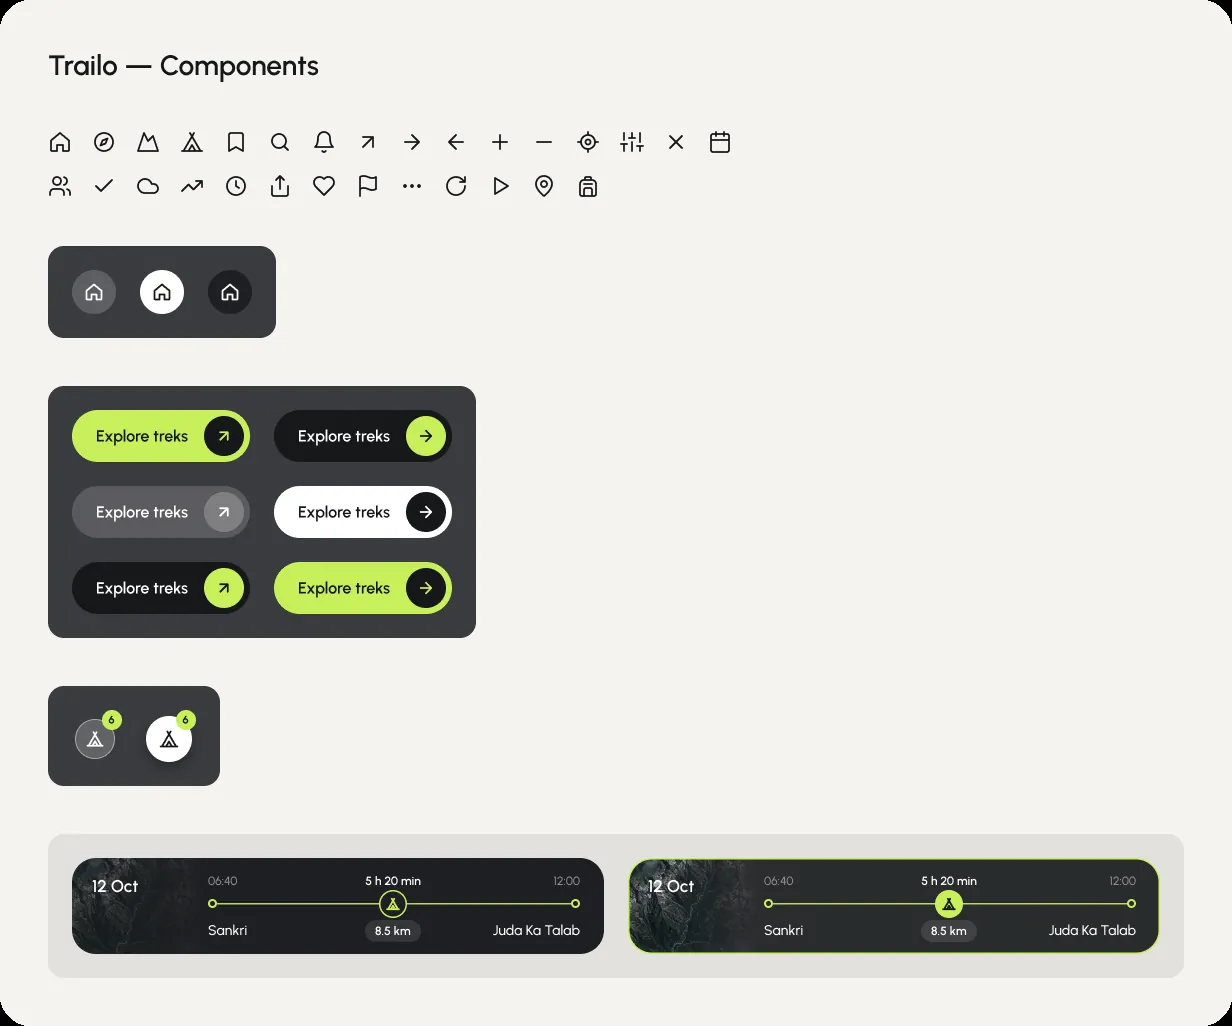 Trailo — Components
Explore treks
Explore treks
Explore treks
Explore treks
Explore treks
Explore treks
6
6
12 Oct
06:40
5 h 20 min
12:00
Sankri
8.5 km
Juda Ka Talab
12 Oct
06:40
5 h 20 min
12:00
Sankri
8.5 km
Juda Ka Talab